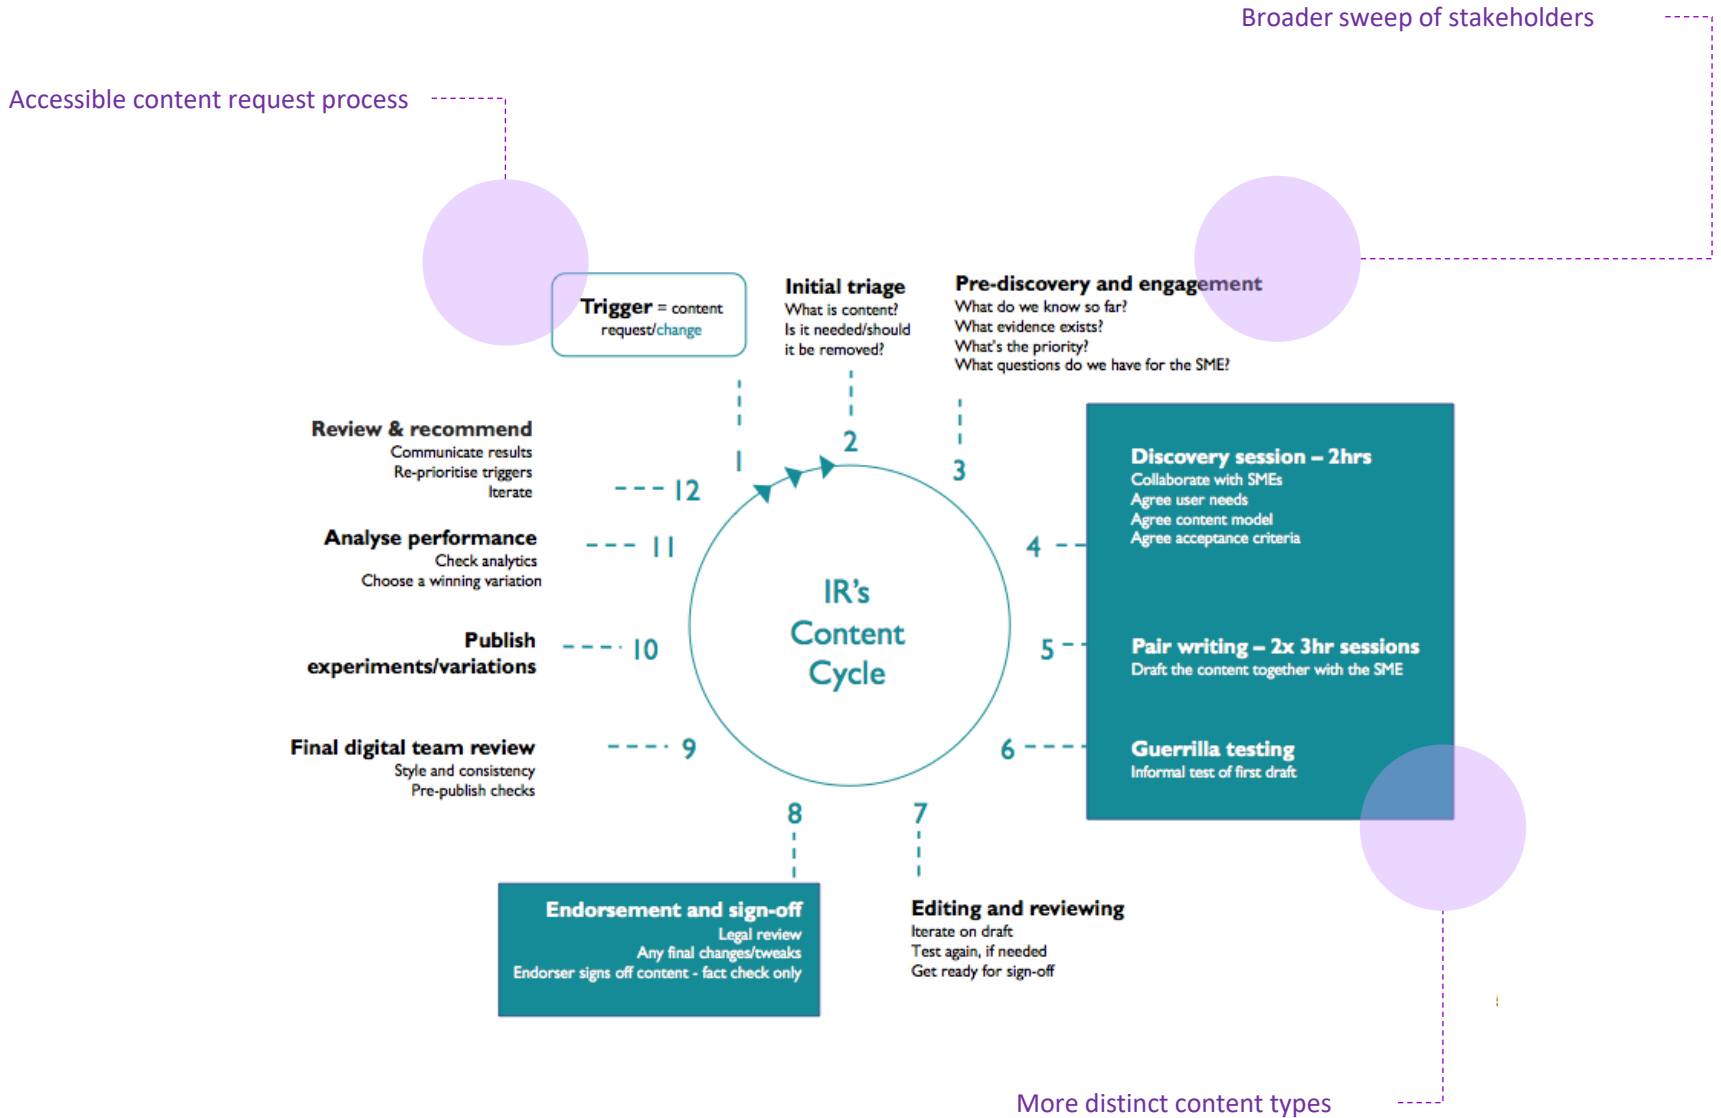 Broader sweep of stakeholders
Accessible content request process
Trigger = content
request/change
Initial triage
What is content?
Is it needed/should
it be removed?
Pre-discovery and engagement
What do we know so far?
What evidence exists?
What's the priority?
What questions do we have for the SME?
1
2
3
Discovery session – 2hrs
Collaborate with SMEs
Agree user needs
Agree content model
Agree acceptance criteria
4
Pair writing – 2x 3hr sessions
Draft the content together with the SME
5
Guerrilla testing
Informal test of first draft
6
7
Editing and reviewing
Iterate on draft
Test again, if needed
Get ready for sign-off
8
Endorsement and sign-off
Legal review
Any final changes/tweaks
Endorser signs off content - fact check only
9
Final digital team review
Style and consistency
Pre-publish checks
10
Publish
experiments/variations
11
Analyse performance
Check analytics
Choose a winning variation
12
Review & recommend
Communicate results
Re-prioritise triggers
Iterate
IR's
Content
Cycle
More distinct content types